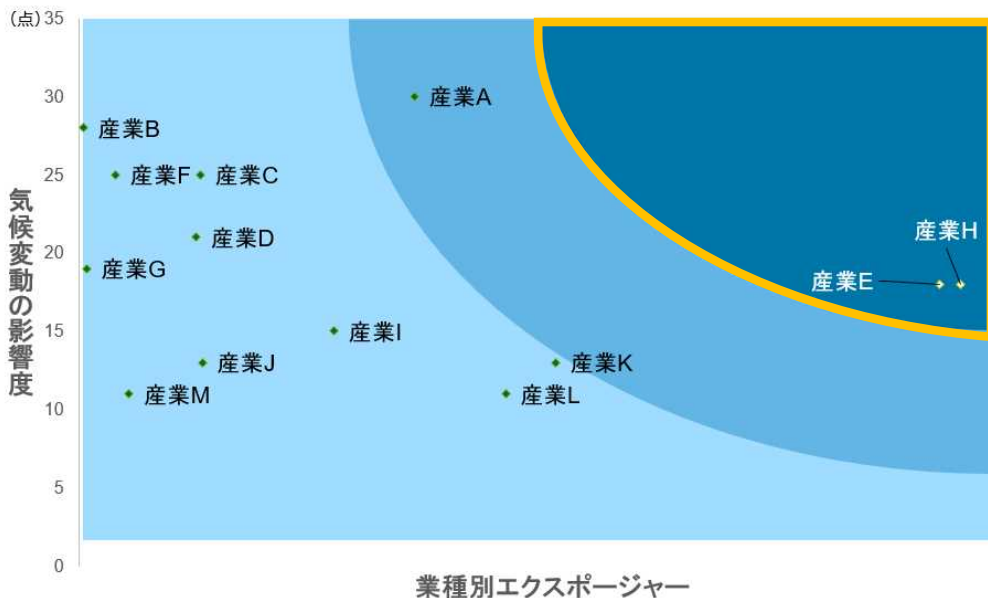 (点)
35
30
25
20
15
10
5
0
気候変動の影響度
産業A
産業B
産業F
産業C
産業D
産業H
産業G
産業E
産業I
産業J
産業K
産業M
産業L
業種別エクスポージャー